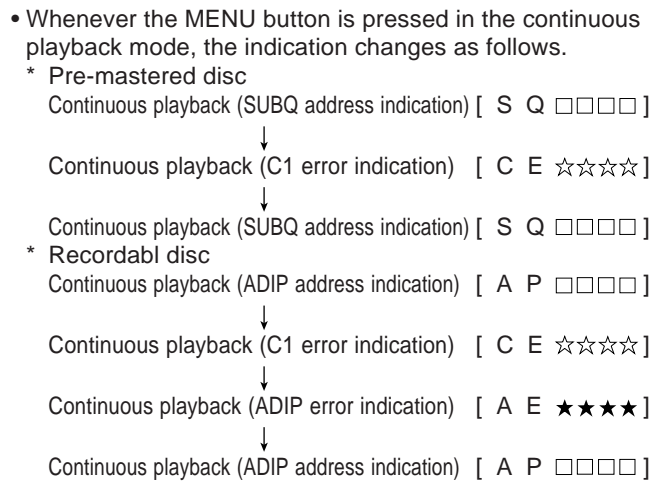 • Whenever the MENU button is pressed in the continuous
playback mode, the indication changes as follows.
* Pre-mastered disc
Continuous playback (SUBQ address indication) [ S Q □□□□ ]
↓
Continuous playback (C1 error indication) [ C E ☆☆☆☆ ]
↓
Continuous playback (SUBQ address indication) [ S Q □□□□ ]
* Recordabl disc
Continuous playback (ADIP address indication) [ A P □□□□ ]
↓
Continuous playback (C1 error indication) [ C E ☆☆☆☆ ]
↓
Continuous playback (ADIP error indication) [ A E ★★★★ ]
↓
Continuous playback (ADIP address indication) [ A P □□□□ ]